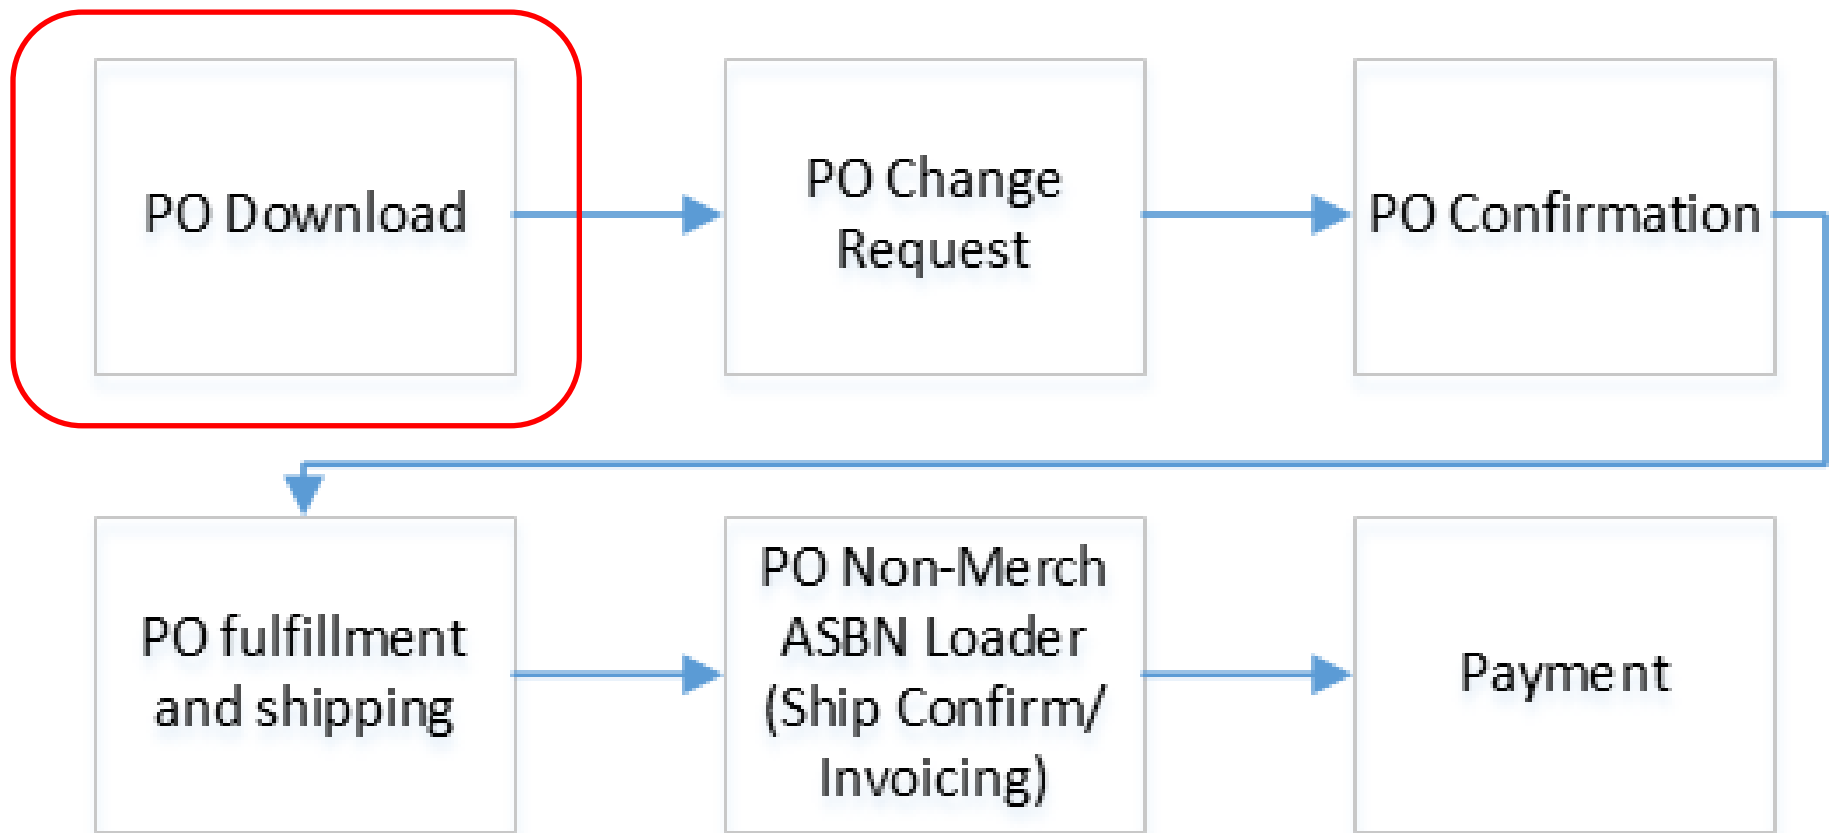 PO Download
PO Change
Request
PO Confirmation
PO fulfillment
and shipping
PO Non-Merch
ASBN Loader
(Ship Confirm/
Invoicing)
Payment